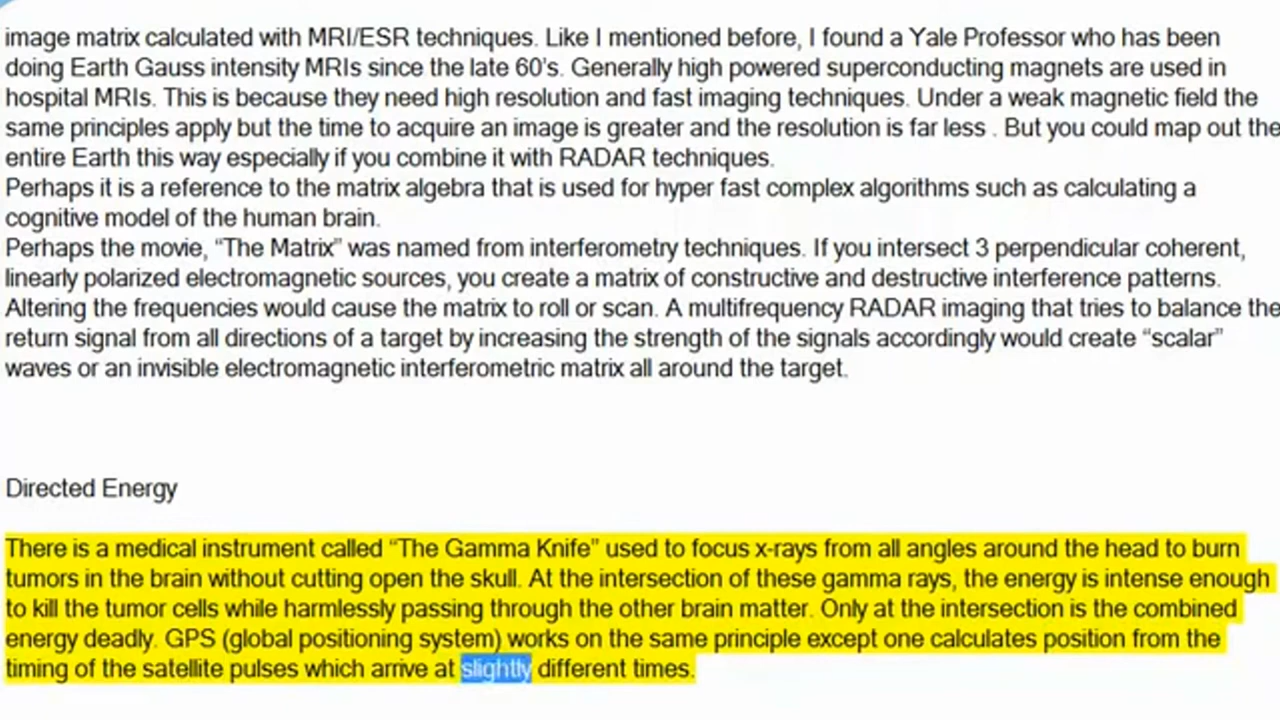 image matrix calculated with MRI/ESR techniques. Like I mentioned before, I found a Yale Professor who has been
doing Earth Gauss intensity MRIs since the late 60's. Generally high powered superconducting magnets are used in
hospital MRIs. This is because they need high resolution and fast imaging techniques. Under a weak magnetic field the
same principles apply but the time to acquire an image is greater and the resolution is far less . But you could map out the
entire Earth this way especially if you combine it with RADAR techniques.
Perhaps it is a reference to the matrix algebra that is used for hyper fast complex algorithms such as calculating a
cognitive model of the human brain.
Perhaps the movie, “The Matrix” was named from interferometry techniques. If you intersect 3 perpendicular coherent,
linearly polarized electromagnetic sources, you create a matrix of constructive and destructive interference patterns.
Altering the frequencies would cause the matrix to roll or scan. A multifrequency RADAR imaging that tries to balance the
return signal from all directions of a target by increasing the strength of the signals accordingly would create “scalar”
waves or an invisible electromagnetic interferometric matrix all around the target.
Directed Energy
There is a medical instrument called “The Gamma Knife” used to focus x-rays from all angles around the head to burn
tumors in the brain without cutting open the skull. At the intersection of these gamma rays, the energy is intense enough
to kill the tumor cells while harmlessly passing through the other brain matter. Only at the intersection is the combined
energy deadly. GPS (global positioning system) works on the same principle except one calculates position from the
timing of the satellite pulses which arrive at slightly different times.